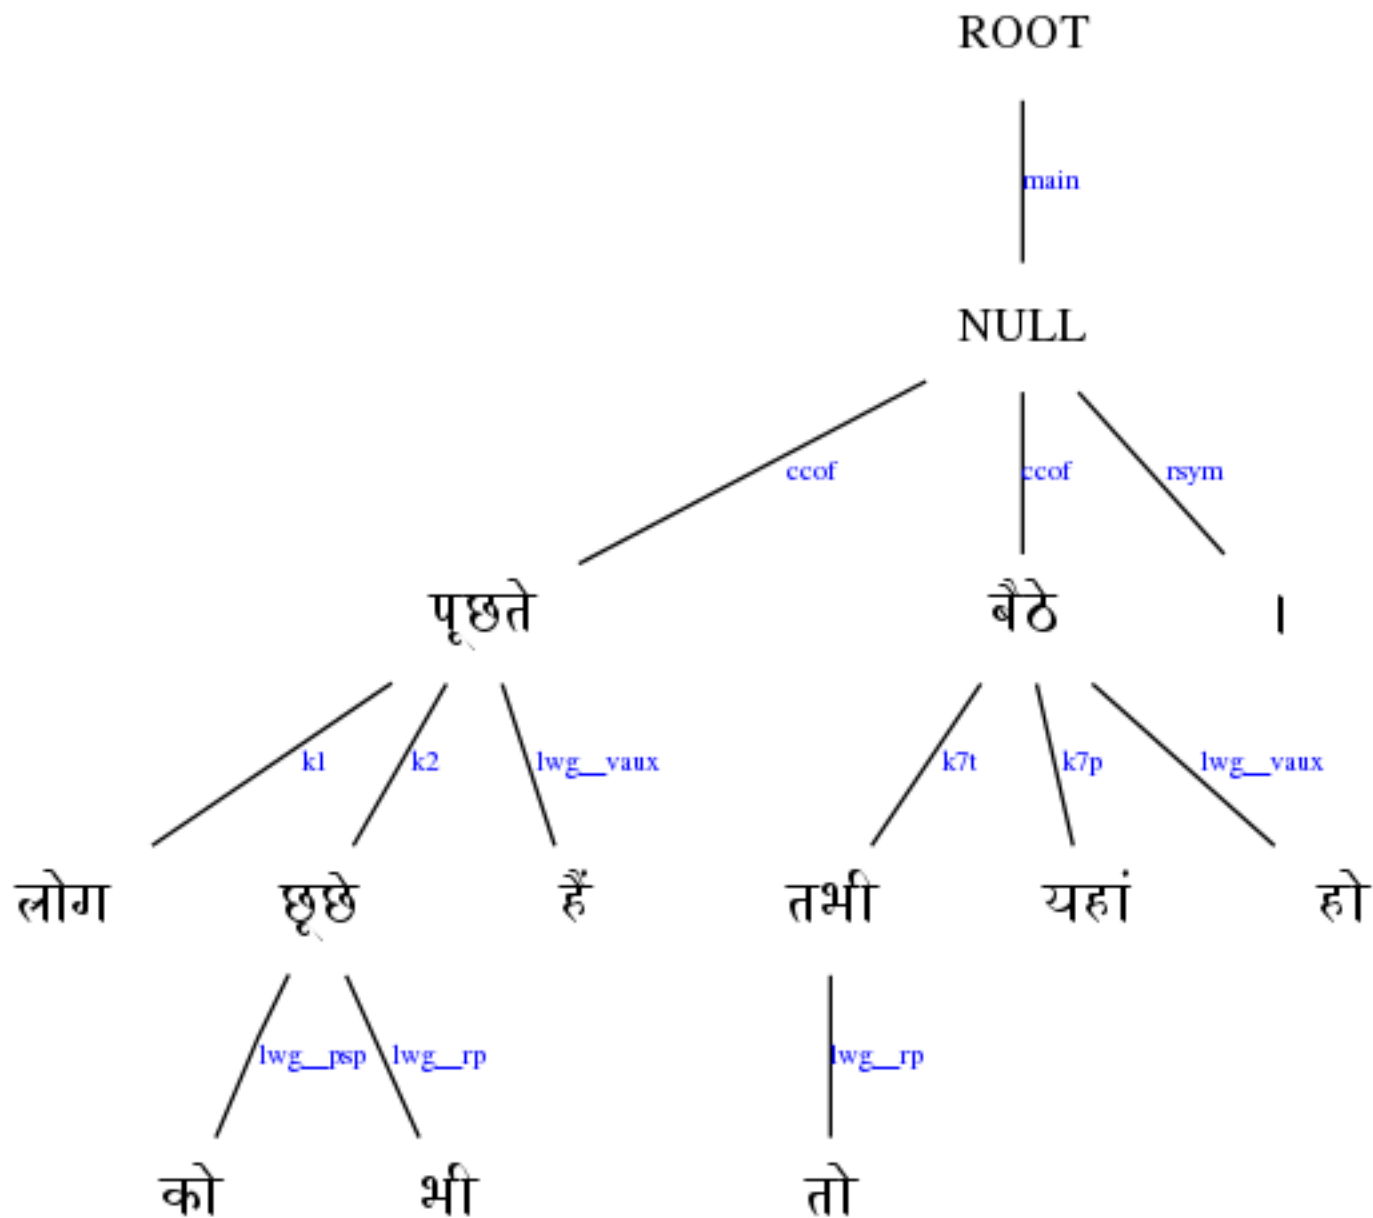 ROOT
main
NULL
ccof ccof rsym
पूछते बैठे ।
k1 k2 lwg__vaux k7t k7p lwg__vaux
लोग छूछे हैं तभी यहां हो
lwg__psp lwg__rp lwg__rp
को भी तो